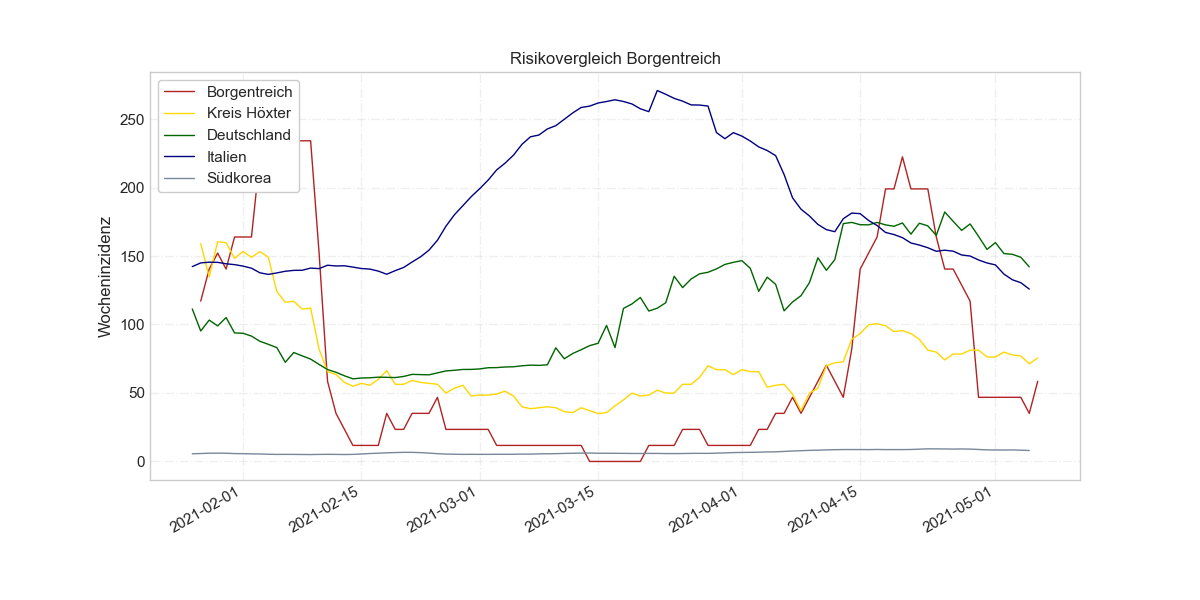 Risikovergleich Borgentreich
Borgentreich
Kreis Höxter
Deutschland
Italien
Südkorea
Wocheninzidenz
250
200
150
100
50
0
2021-02-01
2021-02-15
2021-03-01
2021-03-15
2021-04-01
2021-04-15
2021-05-01